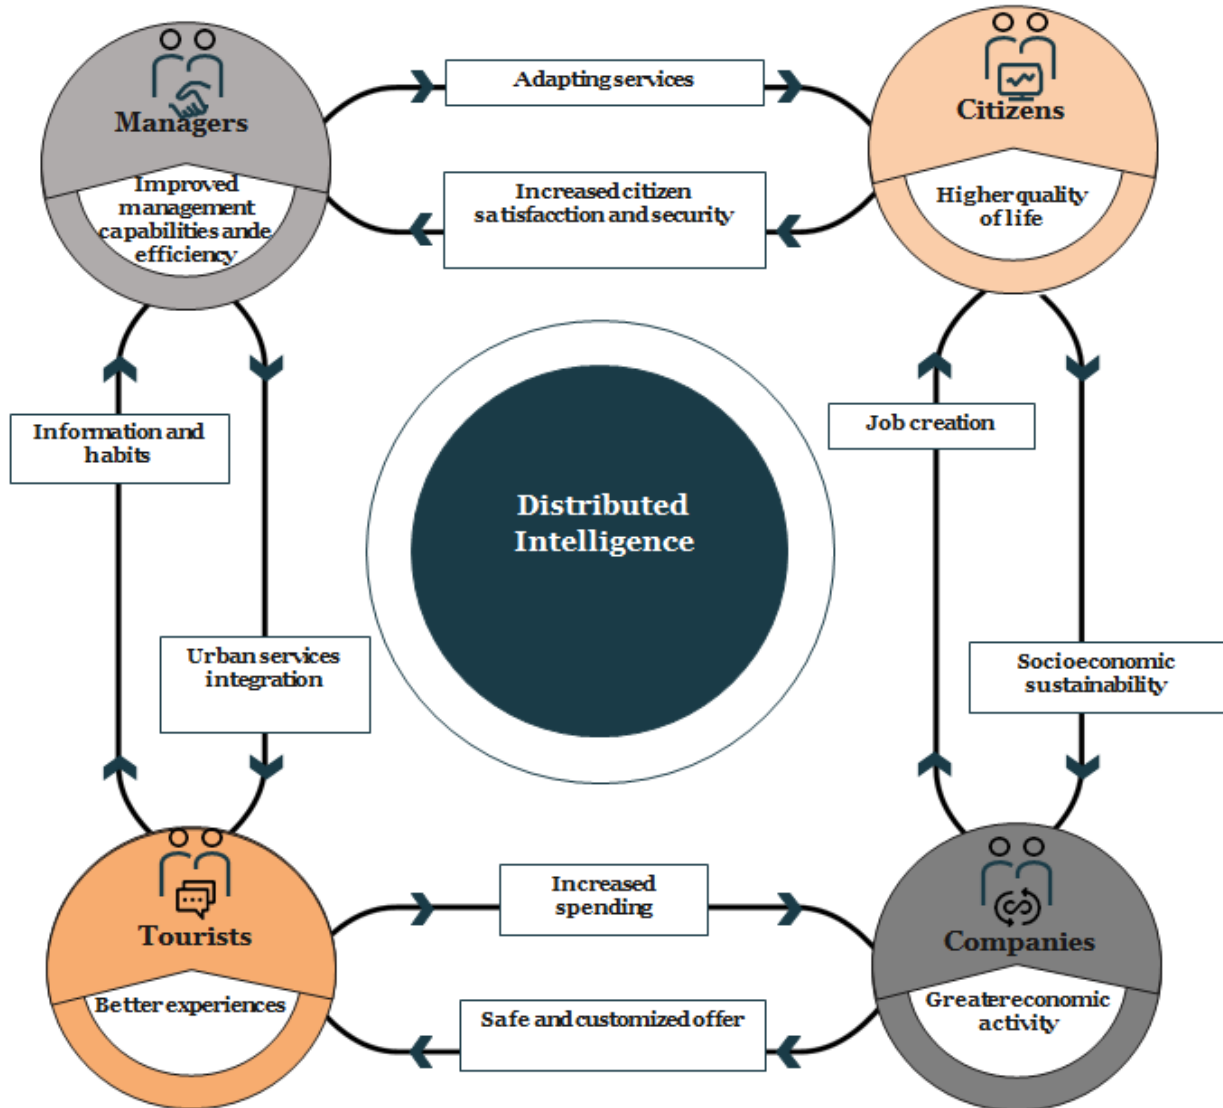 Managers
Improved
management
capabilities ande
efficiency
Adapting services
Increased citizen
satisfacction and security
Citizens
Higher quality
of life
Information and
habits
Urban services
integration
Distributed
Intelligence
Job creation
Socioeconomic
sustainability
Tourists
Better experiences
Increased
spending
Safe and customized offer
Companies
Greater economic
activity